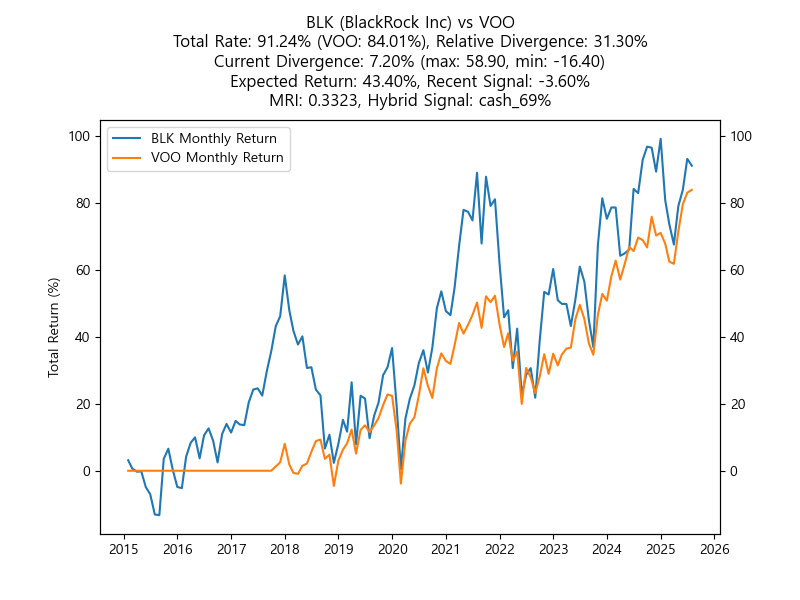 BLK (BlackRock Inc) vs VOO
Total Rate: 91.24% (VOO: 84.01%), Relative Divergence: 31.30%
Current Divergence: 7.20% (max: 58.90, min: -16.40)
Expected Return: 43.40%, Recent Signal: -3.60%
MRI: 0.3323, Hybrid Signal: cash_69%
BLK Monthly Return
VOO Monthly Return
Total Return (%)
100
80
60
40
20
0
100
80
60
40
20
0
2015 2016 2017 2018 2019 2020 2021 2022 2023 2024 2025 2026